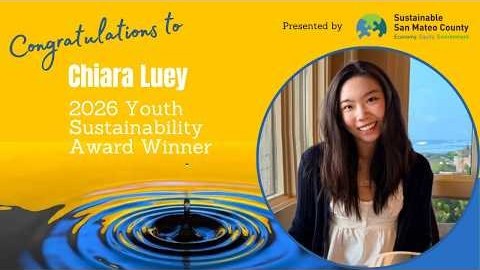 Congratulations to
Chiara Luey
2026 Youth
Sustainability
Award Winner
Presented by
Sustainable
San Mateo County
Economy. Equity. Environment.